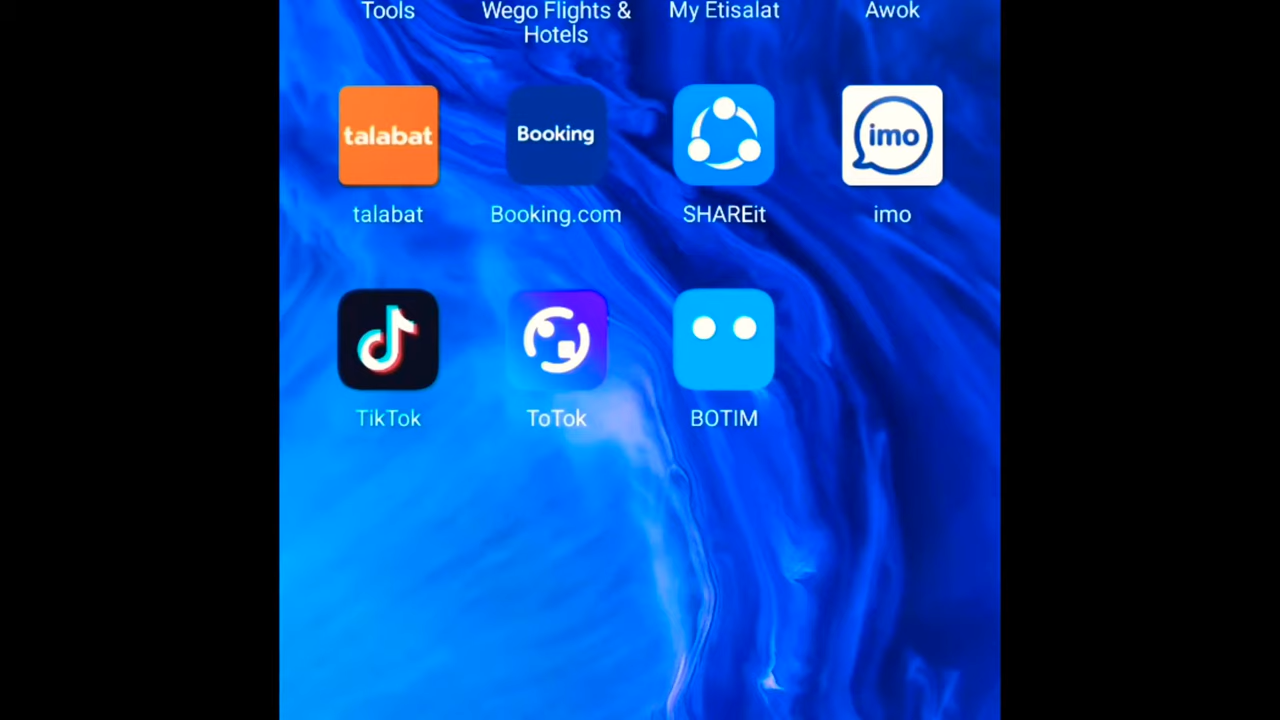 Tools
Wego Flights &
Hotels
My Etisalat
Awok
talabat
Booking
imo
talabat
Booking.com
SHAREit
imo
TikTok
ToTok
BOTIM